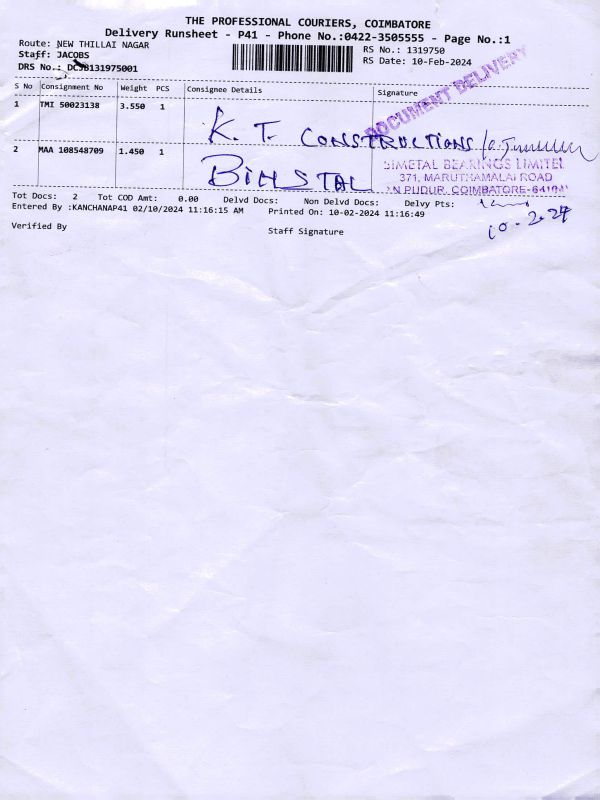 THE PROFESSIONAL COURIERS, COIMBATORE
Delivery Runsheet - P41 - Phone No.:0422-3505555 - Page No.:1
Route: NEW THILLAI NAGAR
RS No.: 1319750
Staff: JACOBS
RS Date: 10-Feb-2024
DRS No.: 131975001
S No Consignment No Weight PCS Consignee Details Signature
1 TMI 50023138 3.550 1 K. T. CONSTRUCTIONS
DOCUMENT DELIVERY
2 MAA 108548709 1.450 1 BIMSTAL
BIMETAL BEARINGS LIMITED
371, MARUTHAMALAI ROAD
PUDUR, COIMBATORE-
Tot Docs: 2 Tot COD Amt: 0.00 Delvd Docs: Non Delvd Docs: Delvy Pts:
Entered By :KANCHANAP41 02/10/2024 11:16:15 AM Printed On: 10-02-2024 11:16:49
10-2-24
Verified By
Staff Signature